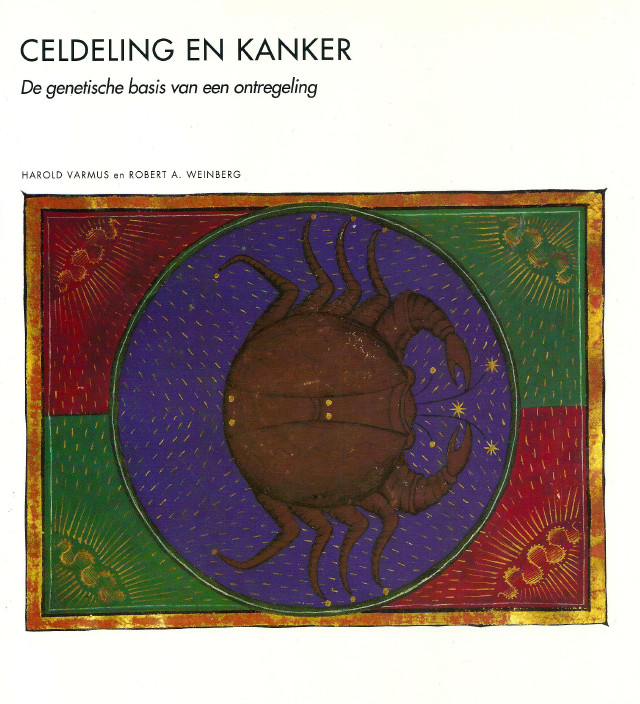 CELDELING EN KANKER
De genetische basis van een ontregeling
HAROLD VARMUS en ROBERT A. WEINBERG